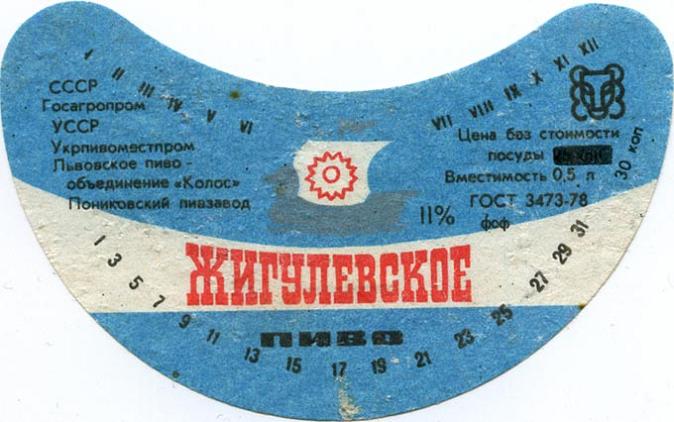 I II III IV V VI
VII VIII IX X XI XII
СССР
Госагропром
УССР
Укрпивоместпром
Львовское пиво-
объединение «Колос»
Пониковский пивзавод
Цена без стоимости
посуды
30 коп
Вместимость 0,5 л
11% ГОСТ 3473-78
фоф
ЖИГУЛЕВСКОЕ
ПИВО
1 3 5 7 9 11 13 15 17 19 21 23 25 27 29 31